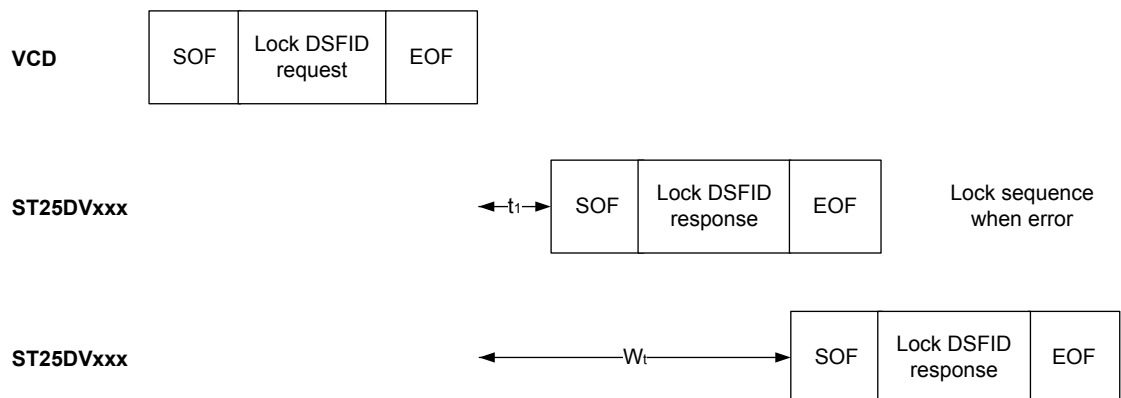 VCD
SOF
Lock DSFID
request
EOF
ST25DVxxx
t1
SOF
Lock DSFID
response
EOF
Lock sequence
when error
ST25DVxxx
Wt
SOF
Lock DSFID
response
EOF